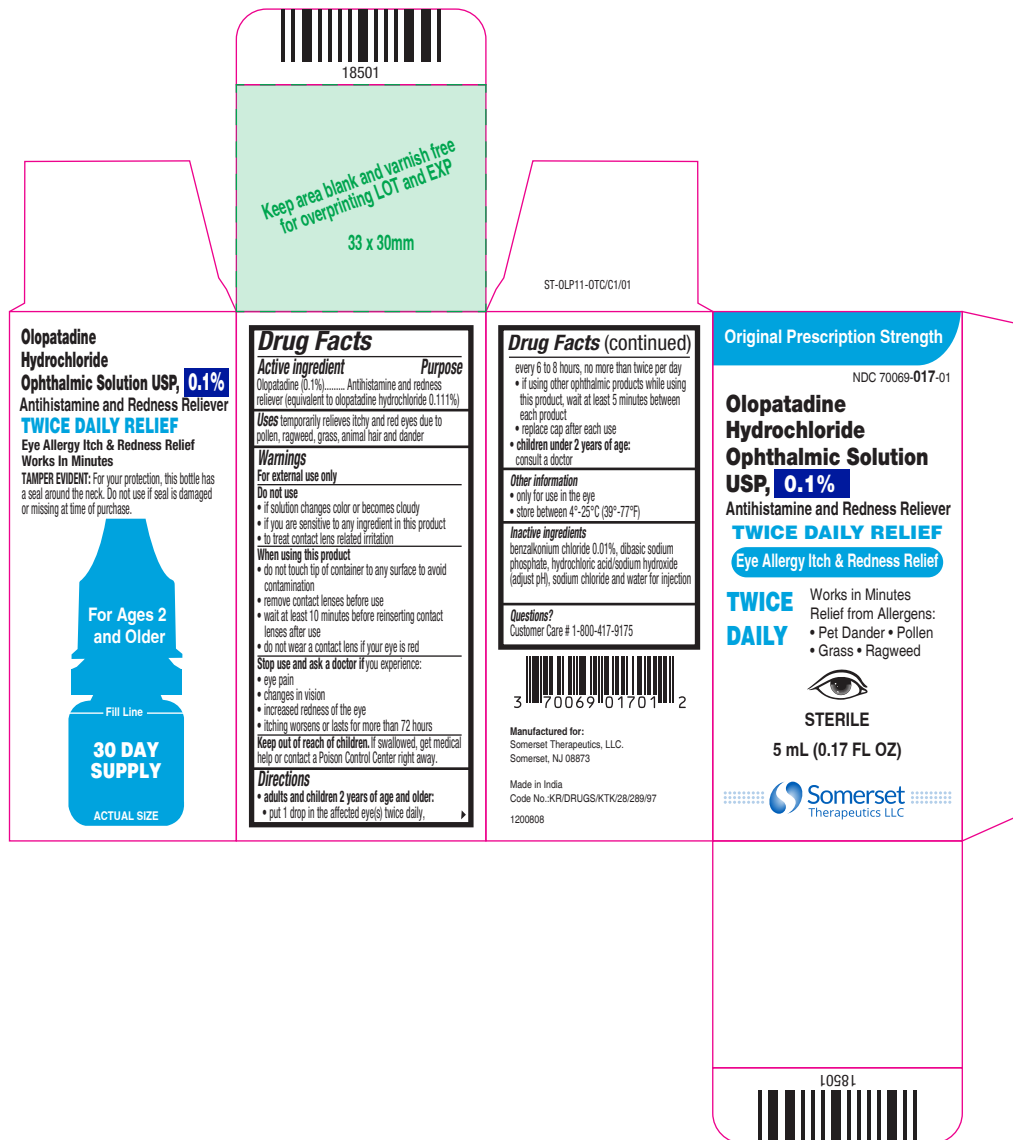 18501
Keep area blank and varnish free
for overprinting LOT and EXP
33 x 30mm
ST-OLP11-OTC/C1/01
Olopatadine
Hydrochloride
Ophthalmic Solution USP, 0.1%
Antihistamine and Redness Reliever
TWICE DAILY RELIEF
Eye Allergy Itch & Redness Relief
Works In Minutes
TAMPER EVIDENT: For your protection, this bottle has
a seal around the neck. Do not use if seal is damaged
or missing at time of purchase.
For Ages 2
and Older
Fill Line
30 DAY
SUPPLY
ACTUAL SIZE
Drug Facts
Active ingredient Purpose
Olopatadine (0.1%)......... Antihistamine and redness
reliever (equivalent to olopatadine hydrochloride 0.111%)
Uses temporarily relieves itchy and red eyes due to
pollen, ragweed, grass, animal hair and dander
Warnings
For external use only
Do not use
• if solution changes color or becomes cloudy
• if you are sensitive to any ingredient in this product
• to treat contact lens related irritation
When using this product
• do not touch tip of container to any surface to avoid
contamination
• remove contact lenses before use
• wait at least 10 minutes before reinserting contact
lenses after use
• do not wear a contact lens if your eye is red
Stop use and ask a doctor if you experience:
• eye pain
• changes in vision
• increased redness of the eye
• itching worsens or lasts for more than 72 hours
Keep out of reach of children. If swallowed, get medical
help or contact a Poison Control Center right away.
Directions
• adults and children 2 years of age and older:
• put 1 drop in the affected eye(s) twice daily,
Drug Facts (continued)
every 6 to 8 hours, no more than twice per day
• if using other ophthalmic products while using
this product, wait at least 5 minutes between
each product
• replace cap after each use
• children under 2 years of age:
consult a doctor
Other information
• only for use in the eye
• store between 4°-25°C (39°-77°F)
Inactive ingredients
benzalkonium chloride 0.01%, dibasic sodium
phosphate, hydrochloric acid/sodium hydroxide
(adjust pH), sodium chloride and water for injection
Questions?
Customer Care # 1-800-417-9175
3 70069 01701 2
Manufactured for:
Somerset Therapeutics, LLC.
Somerset, NJ 08873
Made in India
Code No.:KR/DRUGS/KTK/28/289/97
1200808
Original Prescription Strength
NDC 70069-017-01
Olopatadine
Hydrochloride
Ophthalmic Solution
USP, 0.1%
Antihistamine and Redness Reliever
TWICE DAILY RELIEF
Eye Allergy Itch & Redness Relief
TWICE
DAILY
Works in Minutes
Relief from Allergens:
• Pet Dander • Pollen
• Grass • Ragweed
STERILE
5 mL (0.17 FL OZ)
Somerset
Therapeutics LLC
18501